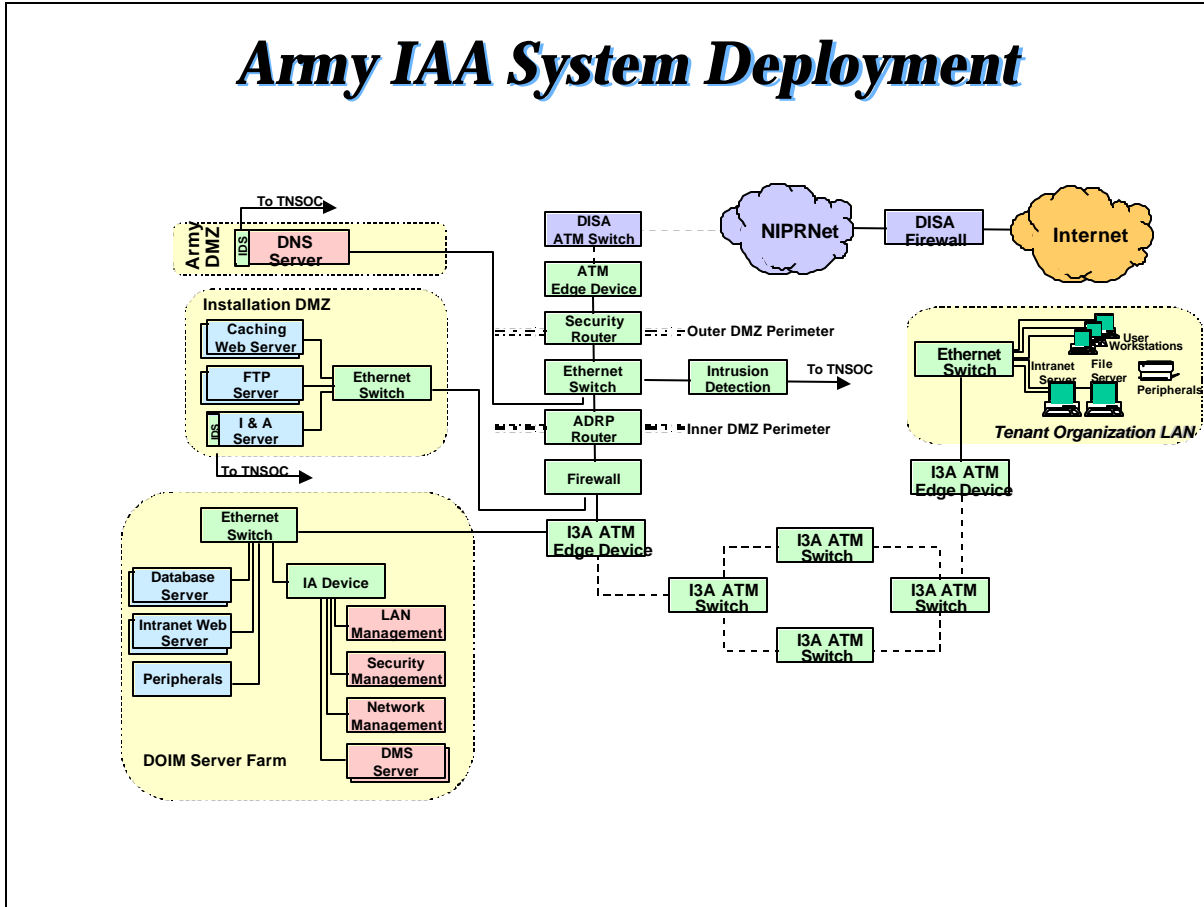 Army IAA System Deployment
To TNSOC
Army
DMZ
IDS
DNS
Server
DISA
ATM Switch
NIPRNet
DISA
Firewall
Internet
ATM
Edge Device
Installation DMZ
Caching
Web Server
FTP
Server
IDS
I & A
Server
Ethernet
Switch
To TNSOC
Security
Router
Outer DMZ Perimeter
Ethernet
Switch
Intrusion
Detection
To TNSOC
ADRP
Router
Inner DMZ Perimeter
Firewall
I3A ATM
Edge Device
Ethernet
Switch
User
Workstations
Intranet
Server
File
Server
Peripherals
Tenant Organization LAN
I3A ATM
Edge Device
I3A ATM
Switch
I3A ATM
Switch
I3A ATM
Switch
I3A ATM
Switch
Ethernet
Switch
Database
Server
Intranet Web
Server
Peripherals
IA Device
LAN
Management
Security
Management
Network
Management
DMS
Server
DOIM Server Farm